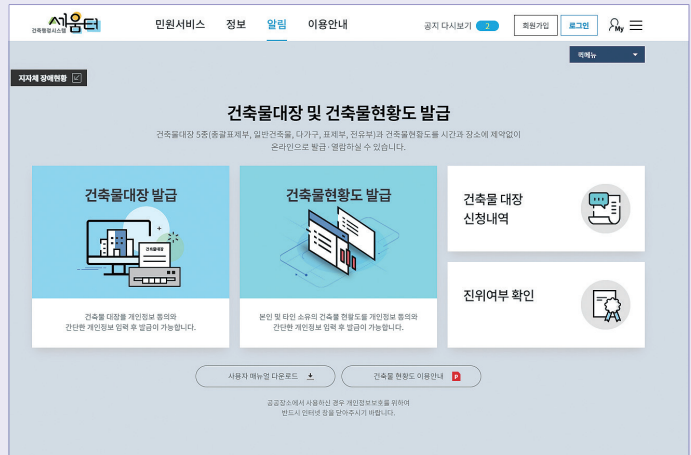 세움터
건축행정시스템
민원서비스 정보 알림 이용안내
공지 다시보기 2 회원가입 로그인 My
퀵메뉴
지자체 장애현황
건축물대장 및 건축물현황도 발급
건축물대장 5종(총괄표제부, 일반건축물, 다가구, 표제부, 전유부)과 건축물현황도를 시간과 장소에 제약없이
온라인으로 발급·열람하실 수 있습니다.
건축물대장 발급
건축물대장
건축물 대장을 개인정보 동의와
간단한 개인정보 입력 후 발급이 가능합니다.
건축물현황도 발급
본인 및 타인 소유의 건축물 현황도를 개인정보 동의와
간단한 개인정보 입력 후 발급이 가능합니다.
건축물 대장
신청내역
진위여부 확인
사용자 매뉴얼 다운로드
건축물 현황도 이용안내 P
공공장소에서 사용하신 경우 개인정보보호를 위하여
반드시 인터넷 창을 닫아주시기 바랍니다.